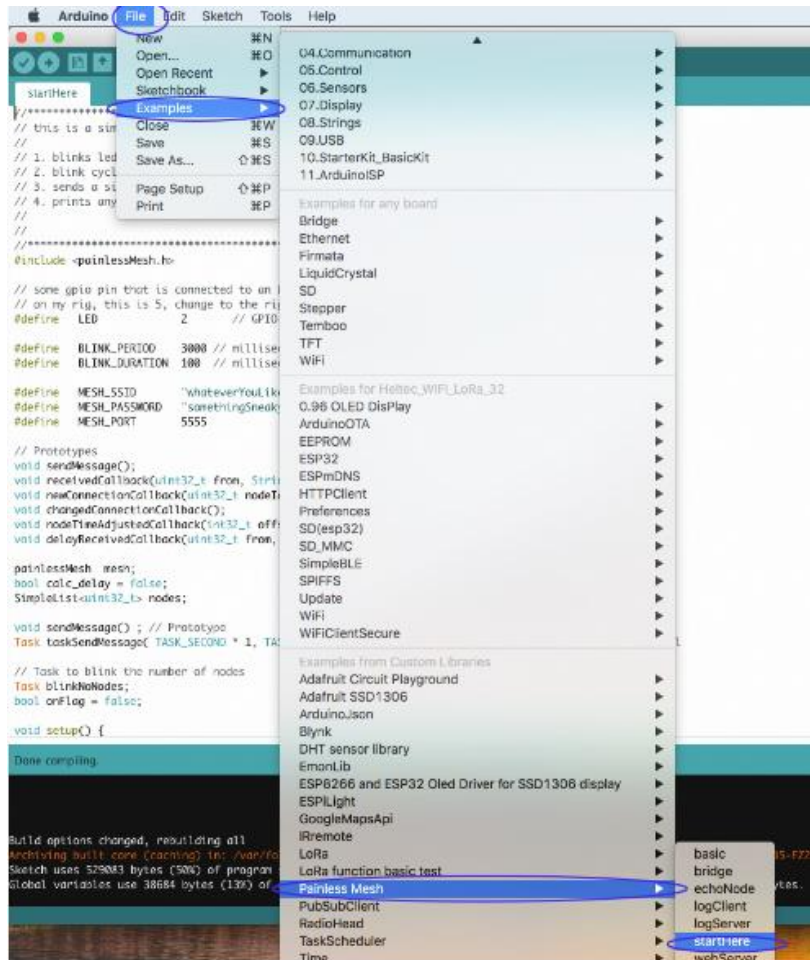 Arduino File Edit Sketch Tools Help
New ⌘N
Open... ⌘O
Open Recent
Sketchbook
Examples
Close ⌘W
Save ⌘S
Save As... ⇧⌘S
Page Setup ⇧⌘P
Print ⌘P
04.Communication
05.Control
06.Sensors
07.Display
08.Strings
09.USB
10.StarterKit_BasicKit
11.ArduinoISP
Examples for any board
Bridge
Ethernet
Firmata
LiquidCrystal
SD
Stepper
Temboo
TFT
WiFi
Examples for Heltec_WIFI_LoRa_32
0.96 OLED DisPlay
ArduinoOTA
EEPROM
ESP32
ESPmDNS
HTTPClient
Preferences
SD(esp32)
SD_MMC
SimpleBLE
SPIFFS
Update
WiFi
WiFiClientSecure
Examples from Custom Libraries
Adafruit Circuit Playground
Adafruit SSD1306
ArduinoJson
Blynk
DHT sensor library
EmonLib
ESP8266 and ESP32 Oled Driver for SSD1306 display
ESPiLight
GoogleMapsApi
IRremote
LoRa
LoRa function basic test
Painless Mesh
PubSubClient
RadioHead
TaskScheduler
Time
basic
bridge
echoNode
logClient
logServer
startHere
webServer
startHere
// this is a sim
//
// 1. blinks led
// 2. blink cycl
// 3. sends a si
// 4. prints any
//
//
#include <painlessMesh.h>
// some gpio pin that is connected to an
// on my rig, this is 5, change to the ri
#define LED 2 // GPIO
#define BLINK_PERIOD 3000 // millise
#define BLINK_DURATION 100 // millise
#define MESH_SSID "whateverYouLik
#define MESH_PASSWORD "somethingSneaky
#define MESH_PORT 5555
// Prototypes
void sendMessage();
void receivedCallback(uint32_t from, Stri
void newConnectionCallback(uint32_t nodeI
void changedConnectionCallback();
void nodeTimeAdjustedCallback(int32_t offs
void delayReceivedCallback(uint32_t from,
painlessMesh mesh;
bool calc_delay = false;
SimpleList<uint32_t> nodes;
void sendMessage() ; // Prototype
Task taskSendMessage( TASK_SECOND * 1, TAS
// Task to blink the number of nodes
Task blinkNoNodes;
bool onFlag = false;
void setup() {
Done compiling.
Build options changed, rebuilding all
Archiving built core (caching) in: /var/fo
Sketch uses 529083 bytes (50%) of program
Global variables use 38684 bytes (13%) of